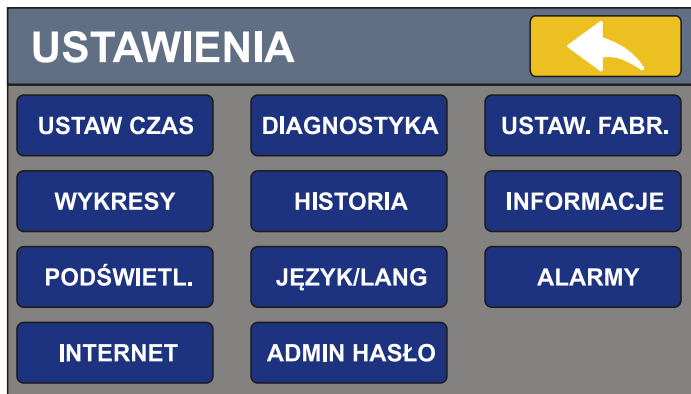 USTAWIENIA
USTAW CZAS
DIAGNOSTYKA
USTAW. FABR.
WYKRESY
HISTORIA
INFORMACJE
PODŚWIETL.
JĘZYK/LANG
ALARMY
INTERNET
ADMIN HASŁO